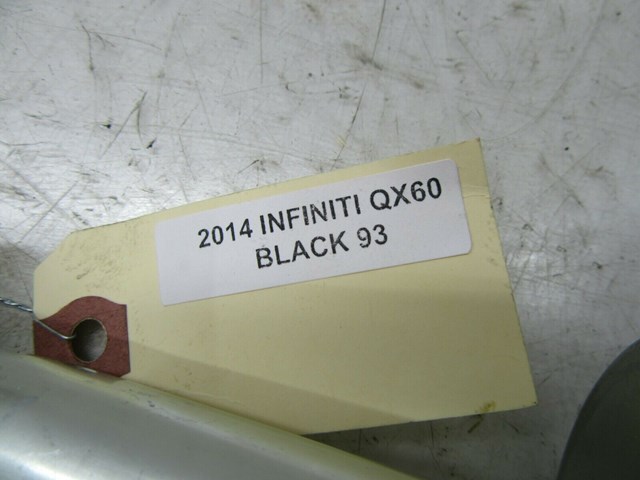 2014 INFINITI QX60
BLACK 93